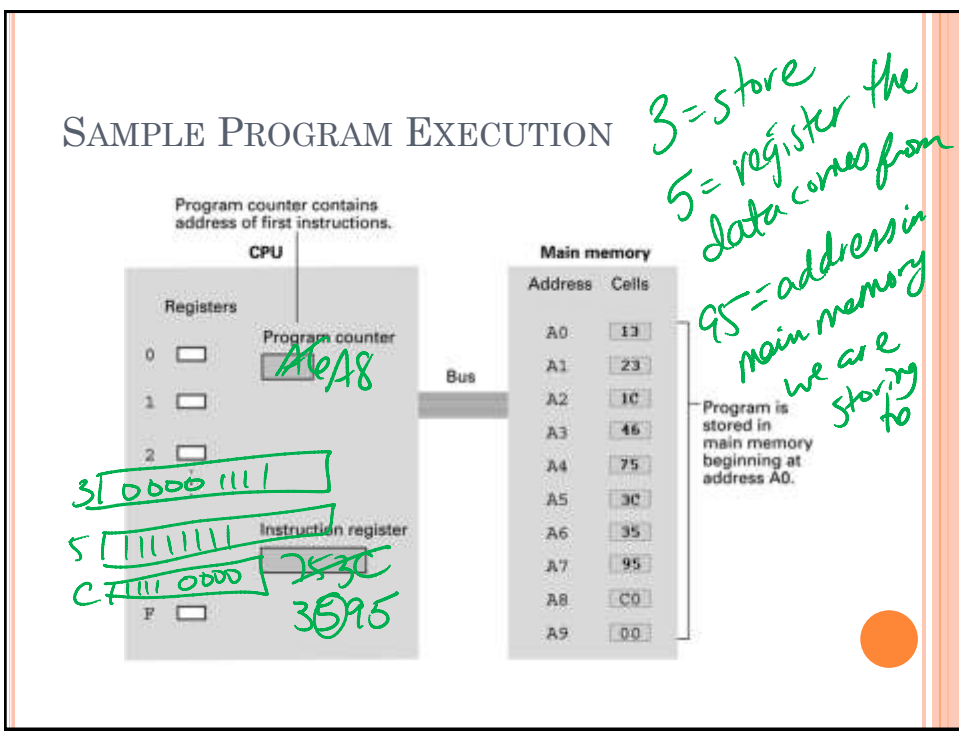 SAMPLE PROGRAM EXECUTION
3 = store
5 = register the
data comes from
95 = address in
main memory
we are
storing
to
Program counter contains
address of first instructions.
CPU
Registers
Program counter
A6 A8
0
1
2
3 00001111
5 11111111
C 1111 0000
F
Instruction register
753C
3595
Bus
Main memory
Address Cells
A0 13
A1 23
A2 1C
A3 46
A4 75
A5 3C
A6 35
A7 95
A8 C0
A9 00
Program is
stored in
main memory
beginning at
address A0.